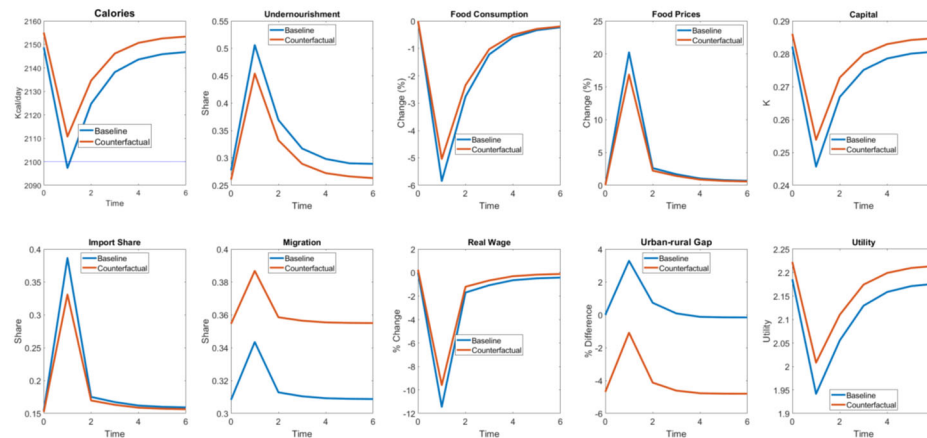 Calories
2160
2150
2140
2130
2120
2110
2100
2090
Kcal/day
Baseline
Counterfactual
0 2 4 6
Time
Undernourishment
0.55
0.5
0.45
0.4
0.35
0.3
0.25
Share
Baseline
Counterfactual
0 2 4 6
Time
Food Consumption
0
-1
-2
-3
-4
-5
-6
Change (%)
Baseline
Counterfactual
0 2 4 6
Time
Food Prices
25
20
15
10
5
0
Change (%)
Baseline
Counterfactual
0 2 4 6
Time
Capital
0.29
0.28
0.27
0.26
0.25
0.24
K
Baseline
Counterfactual
0 2 4 6
Time
Import Share
0.4
0.35
0.3
0.25
0.2
0.15
Share
Baseline
Counterfactual
0 2 4 6
Time
Migration
0.4
0.38
0.36
0.34
0.32
0.3
Share
Baseline
Counterfactual
0 2 4 6
Time
Real Wage
2
0
-2
-4
-6
-8
-10
-12
% Change
Baseline
Counterfactual
0 2 4 6
Time
Urban-rural Gap
4
2
0
-2
-4
-6
% Difference
Baseline
Counterfactual
0 2 4 6
Time
Utility
2.25
2.2
2.15
2.1
2.05
2
1.95
1.9
Utility
Baseline
Counterfactual
0 2 4 6
Time